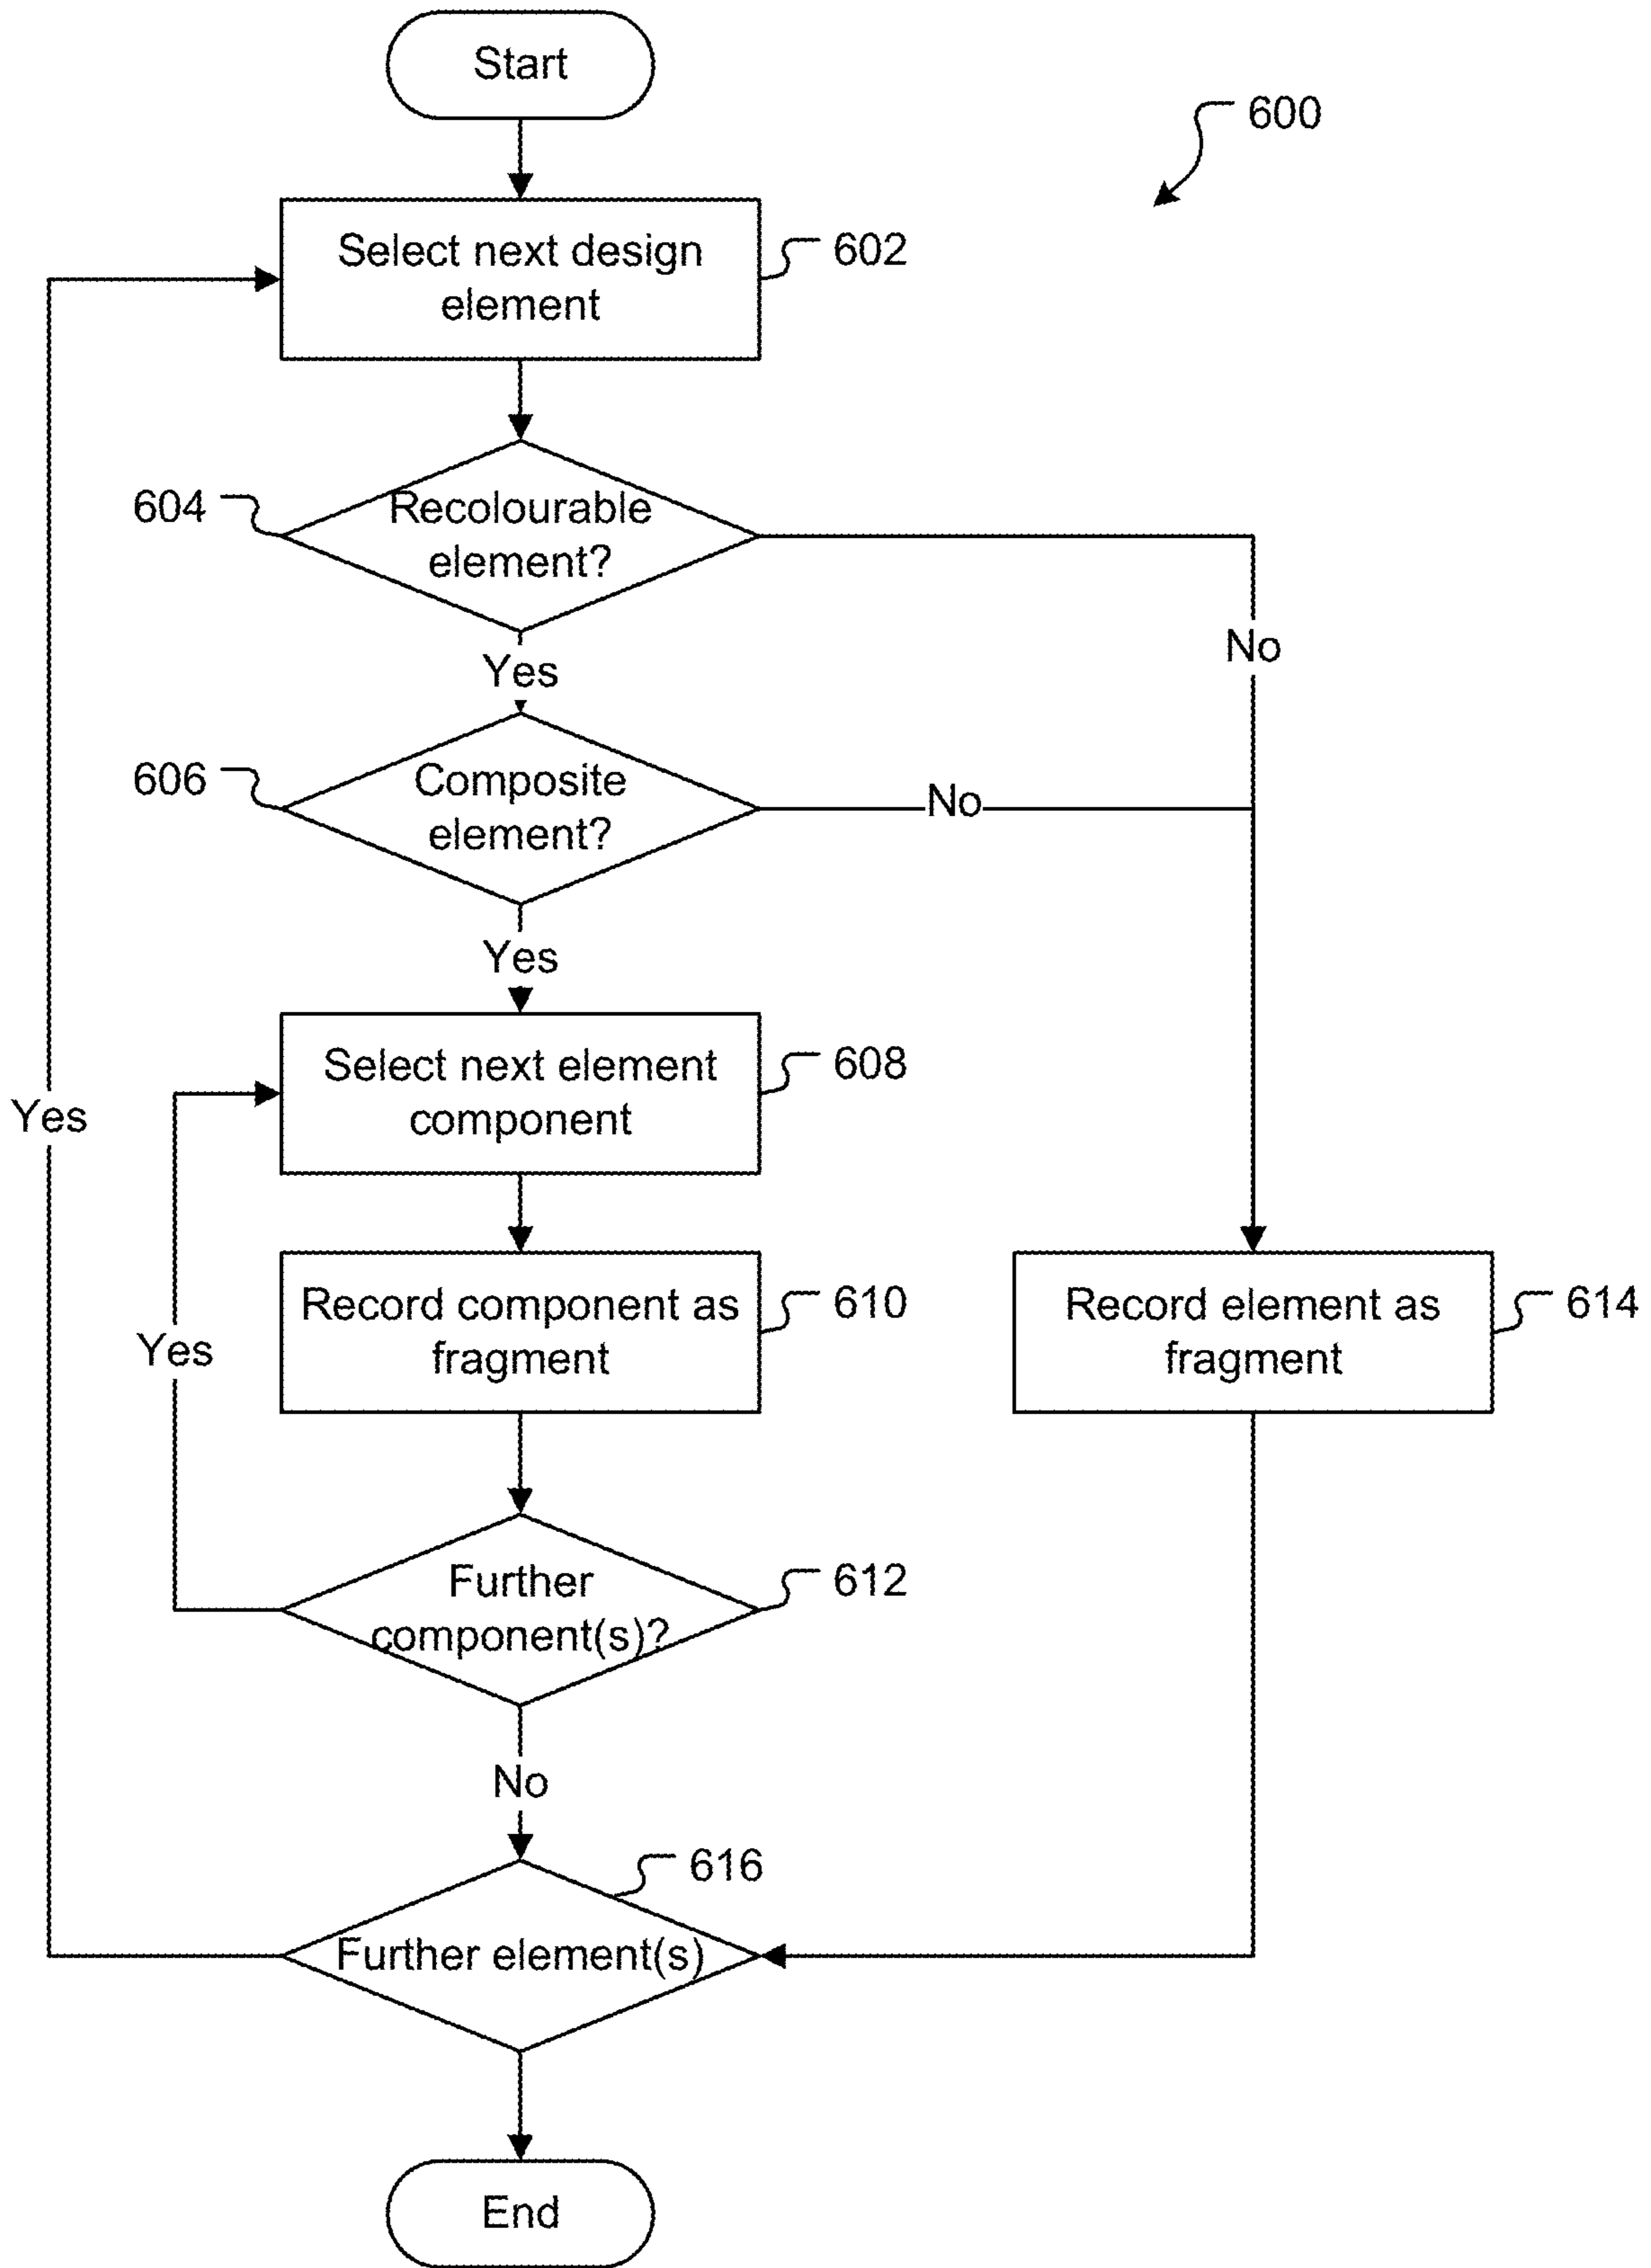 Start
600
Select next design
element
602
604
Recolourable
element?
No
Yes
606
Composite
element?
No
Yes
Select next element
component
608
Yes
Record component as
fragment
610
Record element as
fragment
614
Yes
Further
component(s)?
612
No
616
Further element(s)
End